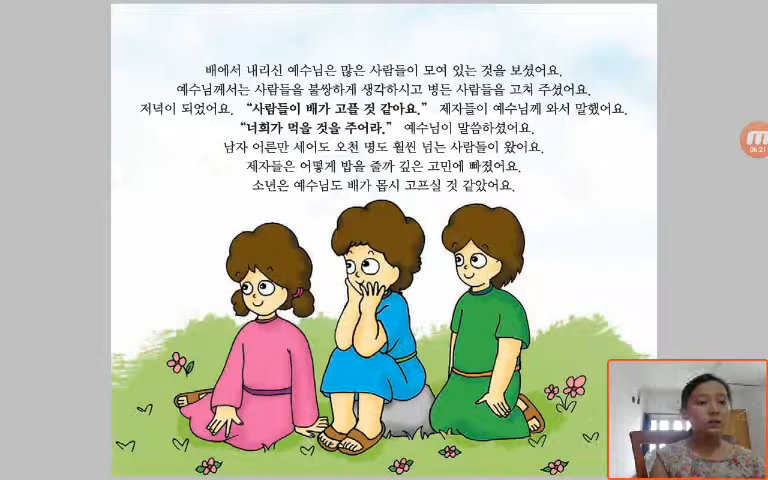 배에서 내리신 예수님은 많은 사람들이 모여 있는 것을 보셨어요.
예수님께서는 사람들을 불쌍하게 생각하시고 병든 사람들을 고쳐 주셨어요.
저녁이 되었어요. “사람들이 배가 고플 것 같아요.” 제자들이 예수님께 와서 말했어요.
“너희가 먹을 것을 주어라.” 예수님이 말씀하셨어요.
남자 어른만 세어도 오천 명도 훨씬 넘는 사람들이 왔어요.
제자들은 어떻게 밥을 줄까 깊은 고민에 빠졌어요.
소년은 예수님도 배가 몹시 고프실 것 같았어요.
06:21